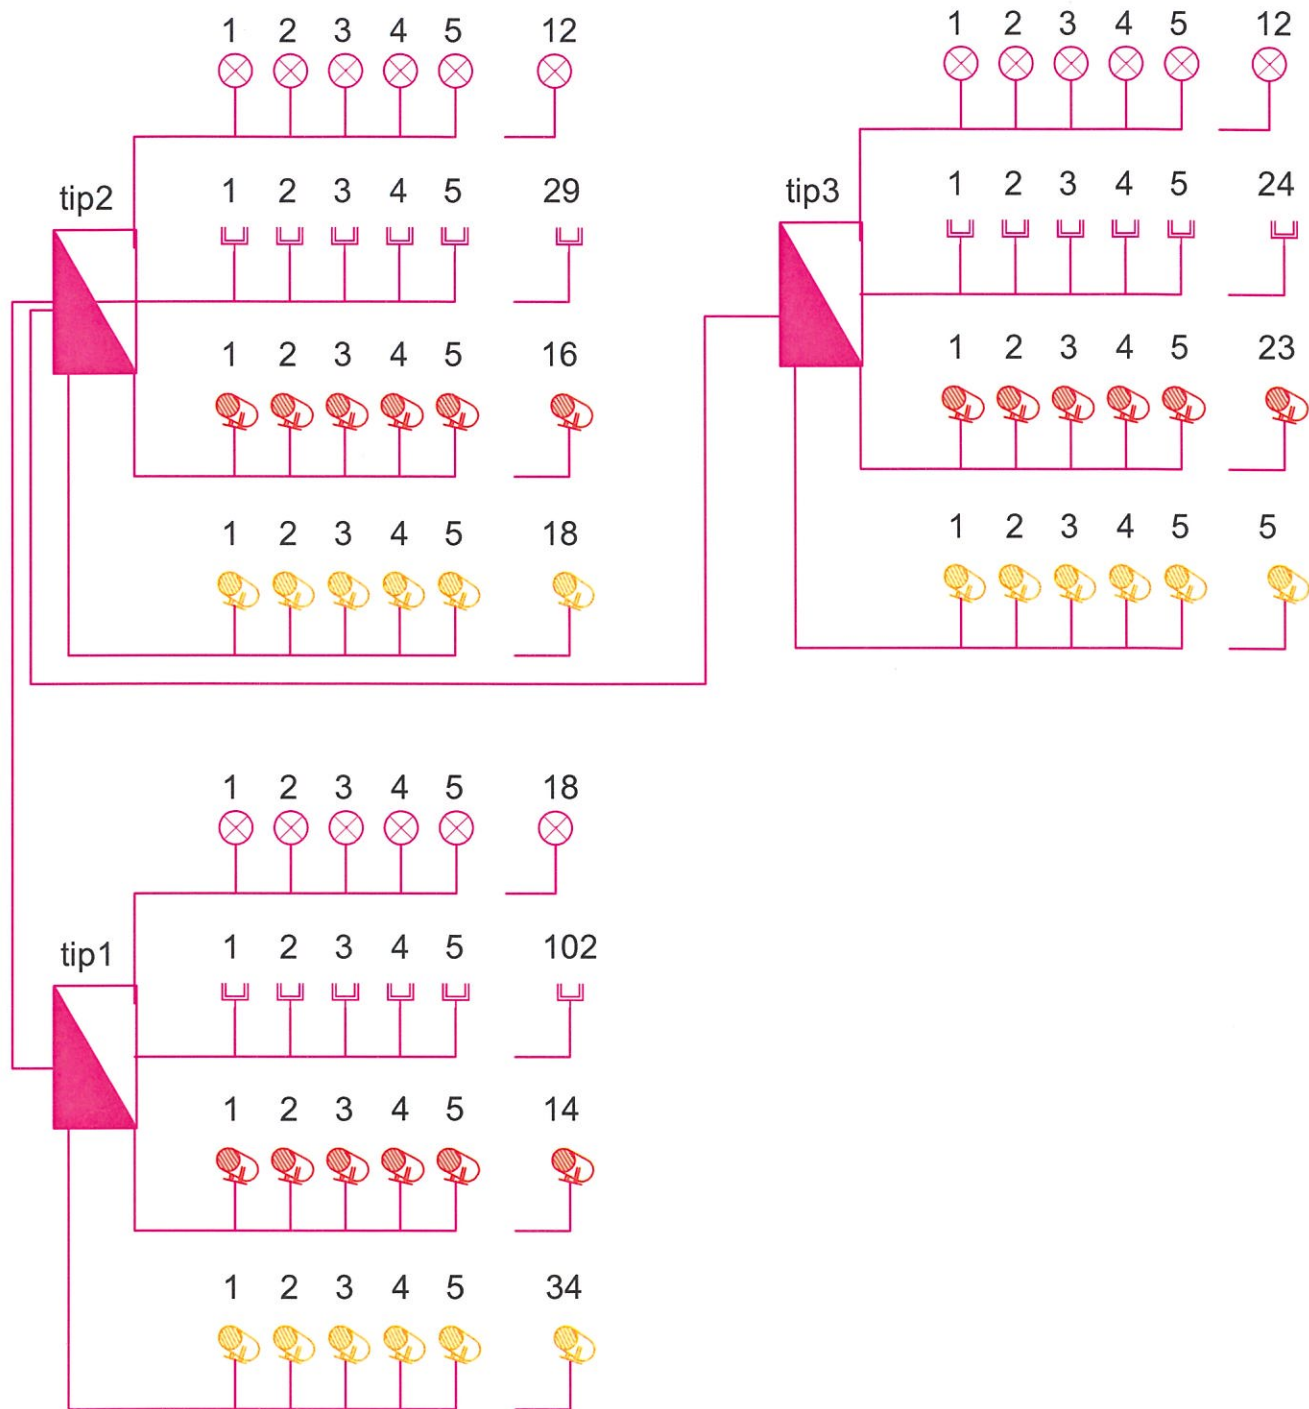 1 2 3 4 5 12
tip2
1 2 3 4 5 29
1 2 3 4 5 16
1 2 3 4 5 18
1 2 3 4 5 12
tip3
1 2 3 4 5 24
1 2 3 4 5 23
1 2 3 4 5 5
1 2 3 4 5 18
tip1
1 2 3 4 5 102
1 2 3 4 5 14
1 2 3 4 5 34